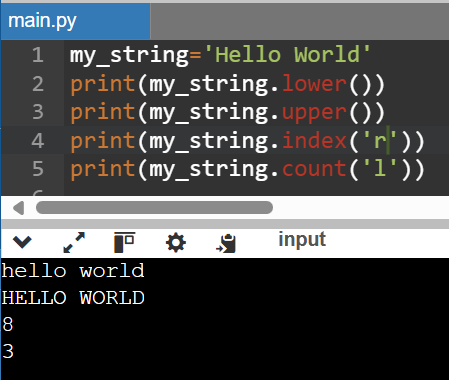 main.py
1 my_string='Hello World'
2 print(my_string.lower())
3 print(my_string.upper())
4 print(my_string.index('r'))
5 print(my_string.count('l'))
input
hello world
HELLO WORLD
8
3